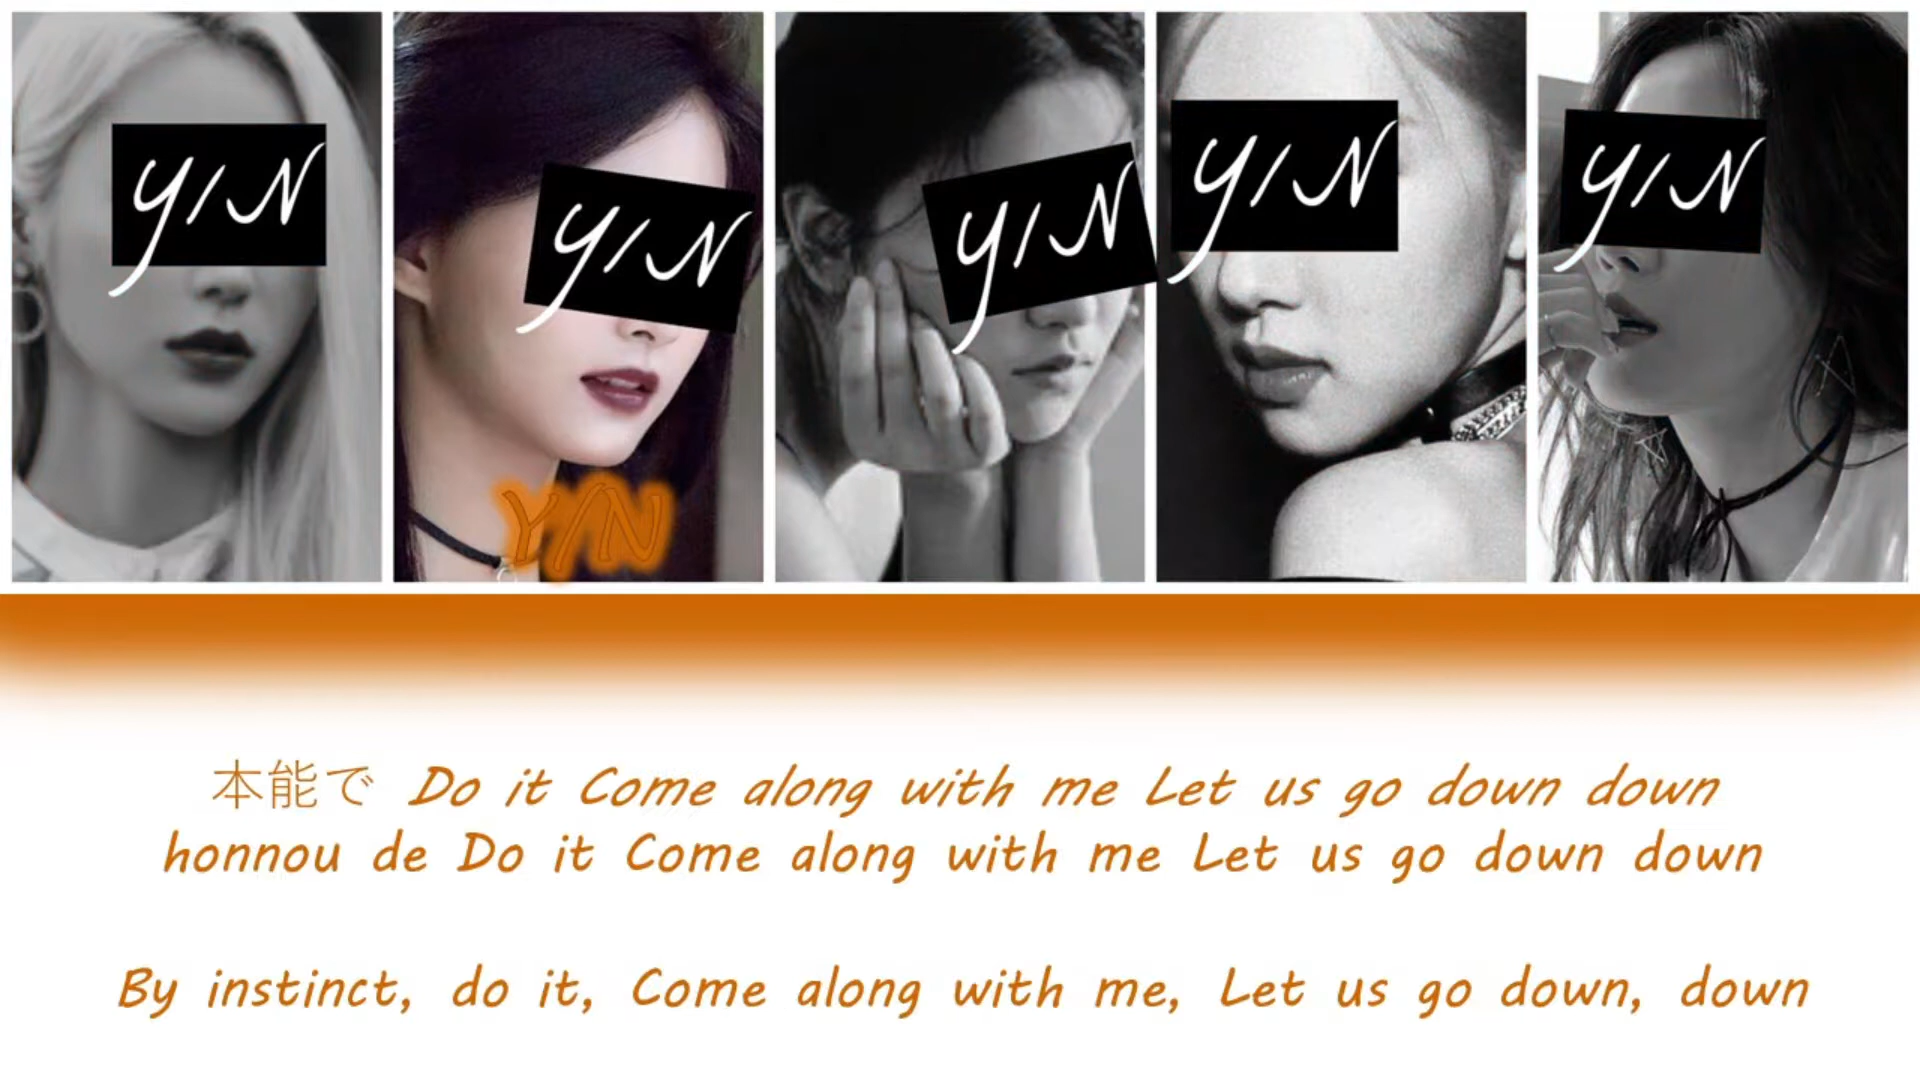 Y/N
Y/N
Y/N
Y/N
Y/N
Y/N
本能で Do it Come along with me Let us go down down
honnou de Do it Come along with me Let us go down down
By instinct, do it, Come along with me, Let us go down, down